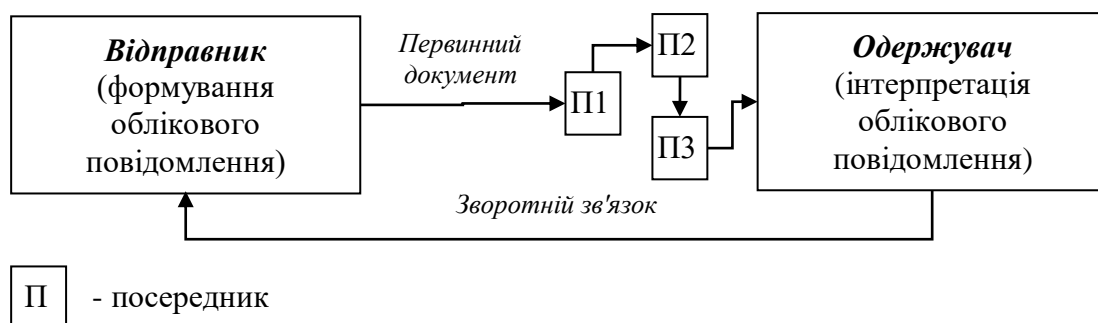 Відправник
(формування
облікового
повідомлення)
Первинний
документ
П1
П2
П3
Одержувач
(інтерпретація
облікового
повідомлення)
Зворотній зв'язок
П - посередник